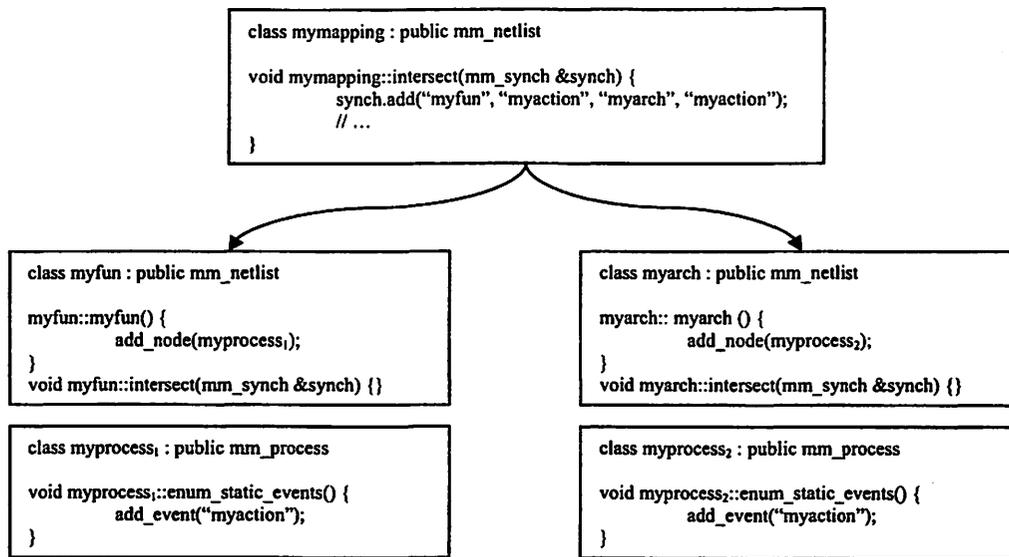 class mymapping : public mm_netlist
void mymapping::intersect(mm_synch &synch) {
synch.add(“myfun”, “myaction”, “myarch”, “myaction”);
// ...
}
class myfun : public mm_netlist
myfun::myfun() {
add_node(myprocess₁);
}
void myfun::intersect(mm_synch &synch) {}
class myarch : public mm_netlist
myarch:: myarch () {
add_node(myprocess₂);
}
void myarch::intersect(mm_synch &synch) {}
class myprocess₁ : public mm_process
void myprocess₁::enum_static_events() {
add_event(“myaction”);
}
class myprocess₂ : public mm_process
void myprocess₂::enum_static_events() {
add_event(“myaction”);
}